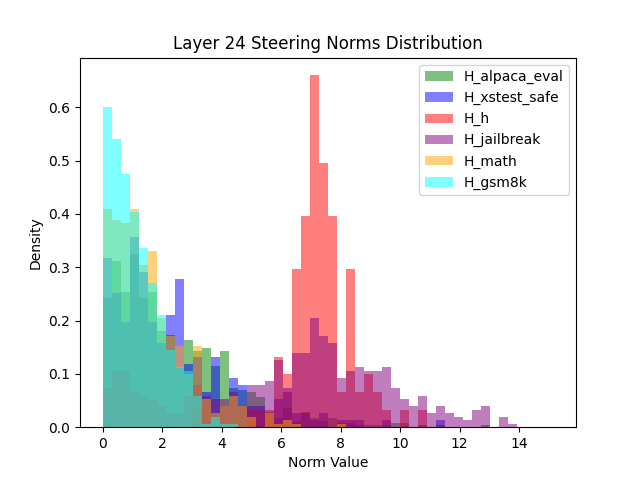 Layer 24 Steering Norms Distribution
H_alpaca_eval
H_xstest_safe
H_h
H_jailbreak
H_math
H_gsm8k
Density
0.6
0.5
0.4
0.3
0.2
0.1
0.0
0 2 4 6 8 10 12 14
Norm Value